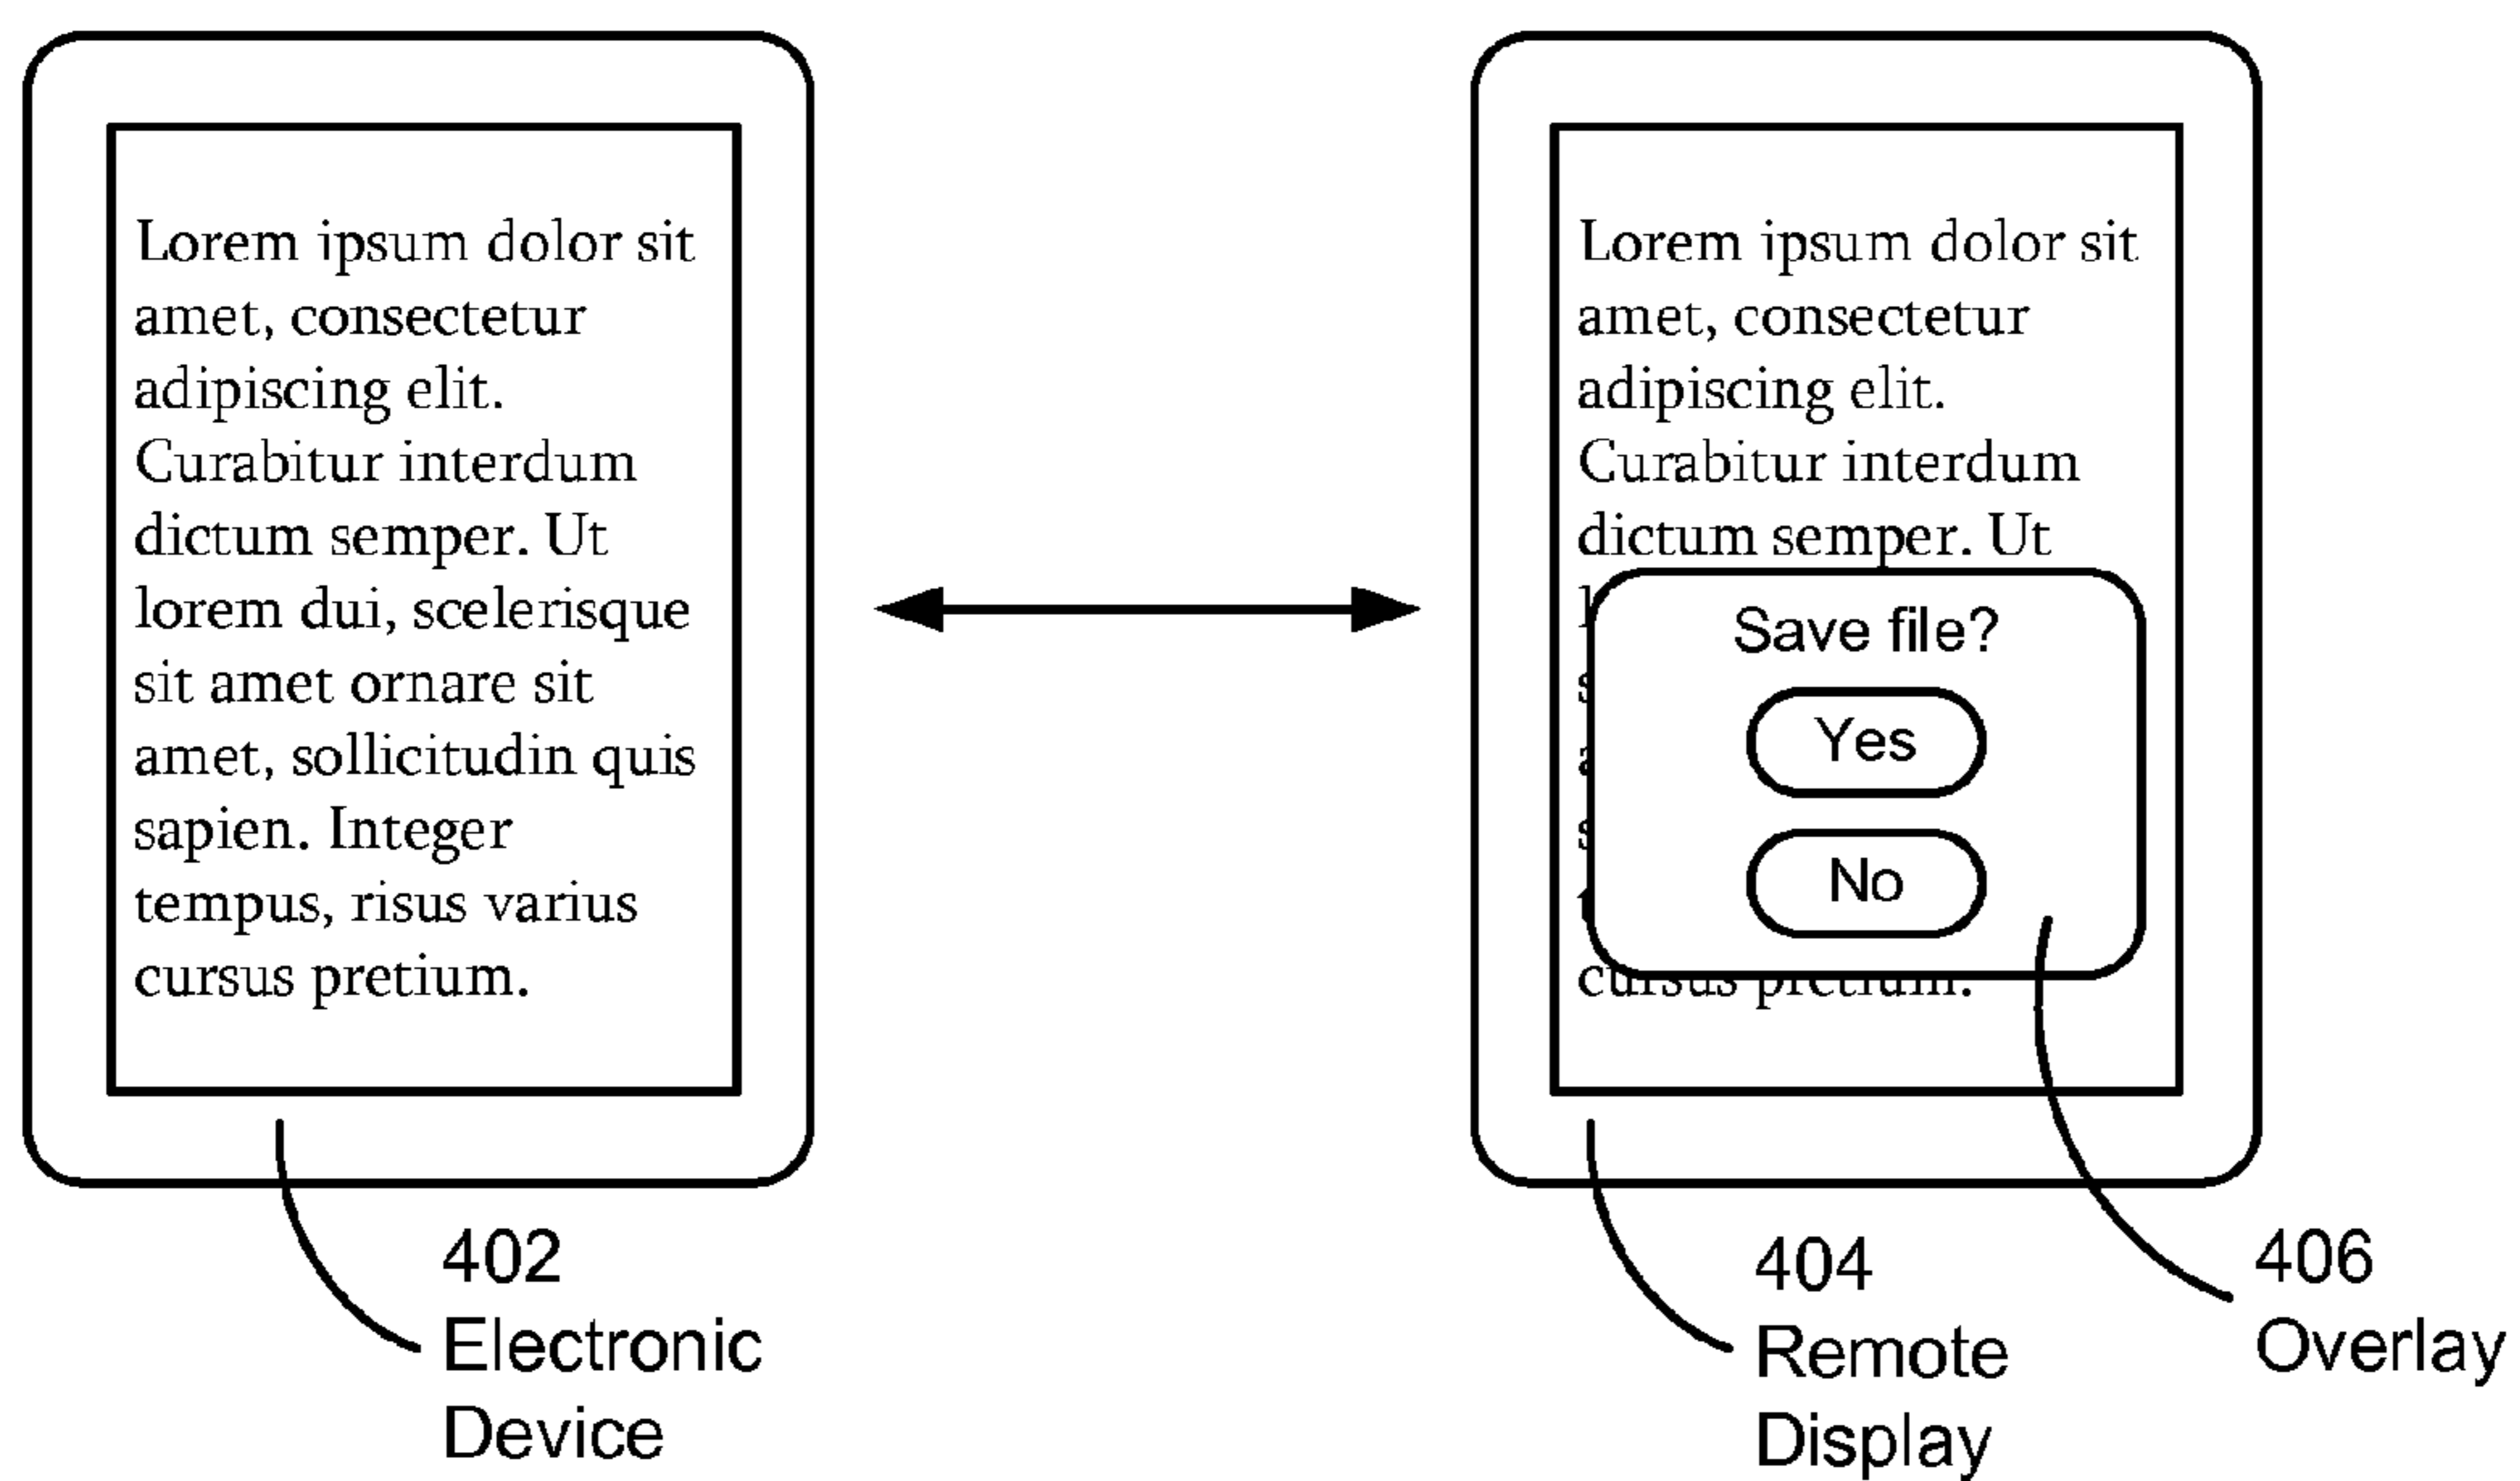 Lorem ipsum dolor sit
amet, consectetur
adipiscing elit.
Curabitur interdum
dictum semper. Ut
lorem dui, scelerisque
sit amet ornare sit
amet, sollicitudin quis
sapien. Integer
tempus, risus varius
cursus pretium.
Lorem ipsum dolor sit
amet, consectetur
adipiscing elit.
Curabitur interdum
dictum semper. Ut
Save file?
Yes
No
cursus pretium.
402
Electronic
Device
404
Remote
Display
406
Overlay